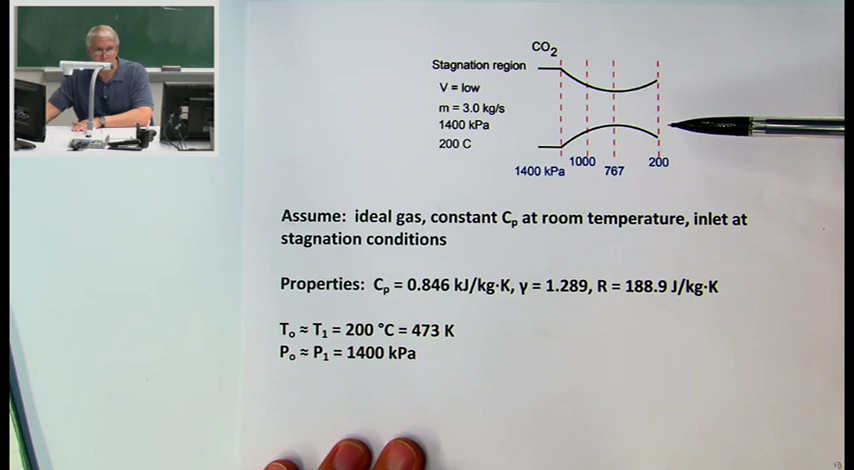 CO₂
Stagnation region
V = low
m = 3.0 kg/s
1400 kPa
200 C
1400 kPa 1000 767 200
Assume: ideal gas, constant Cₚ at room temperature, inlet at
stagnation conditions
Properties: Cₚ = 0.846 kJ/kg·K, γ = 1.289, R = 188.9 J/kg·K
Tₒ ≈ T₁ = 200 °C = 473 K
Pₒ ≈ P₁ = 1400 kPa